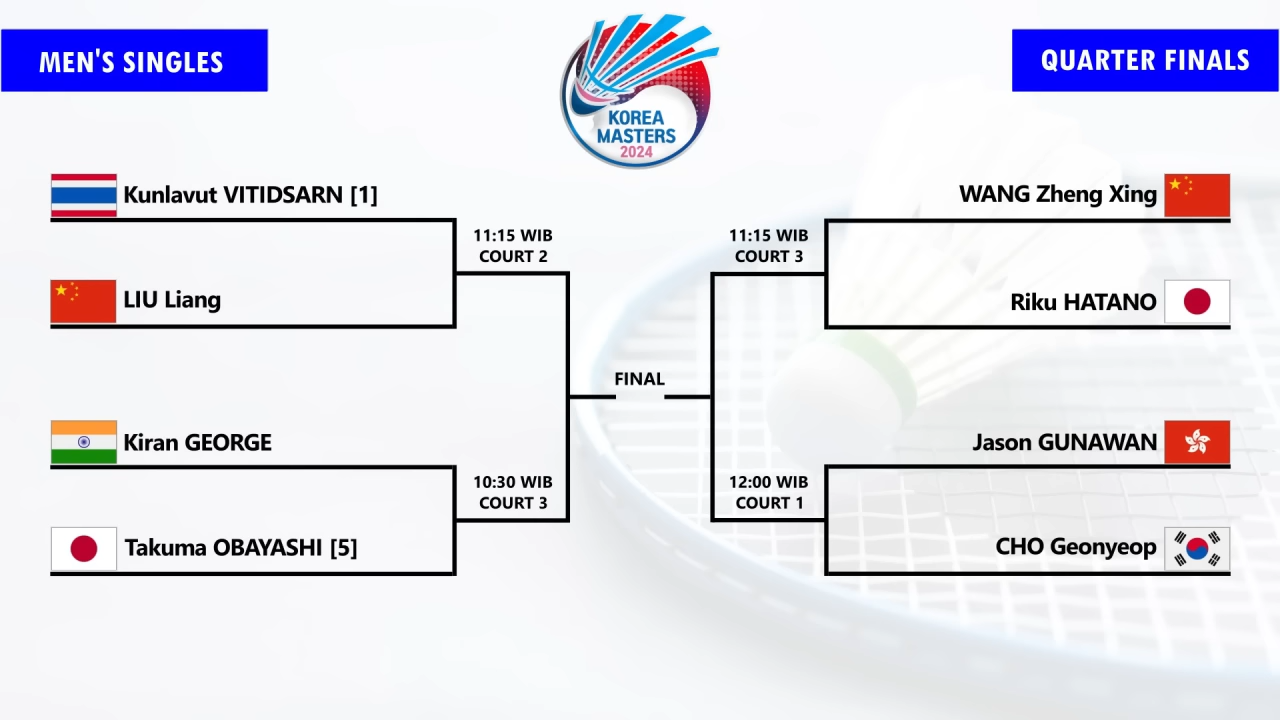 MEN'S SINGLES
KOREA
MASTERS
2024
QUARTER FINALS
Kunlavut VITIDSARN [1]
LIU Liang
11:15 WIB
COURT 2
Kiran GEORGE
Takuma OBAYASHI [5]
10:30 WIB
COURT 3
FINAL
WANG Zheng Xing
Riku HATANO
11:15 WIB
COURT 3
Jason GUNAWAN
CHO Geonyeop
12:00 WIB
COURT 1